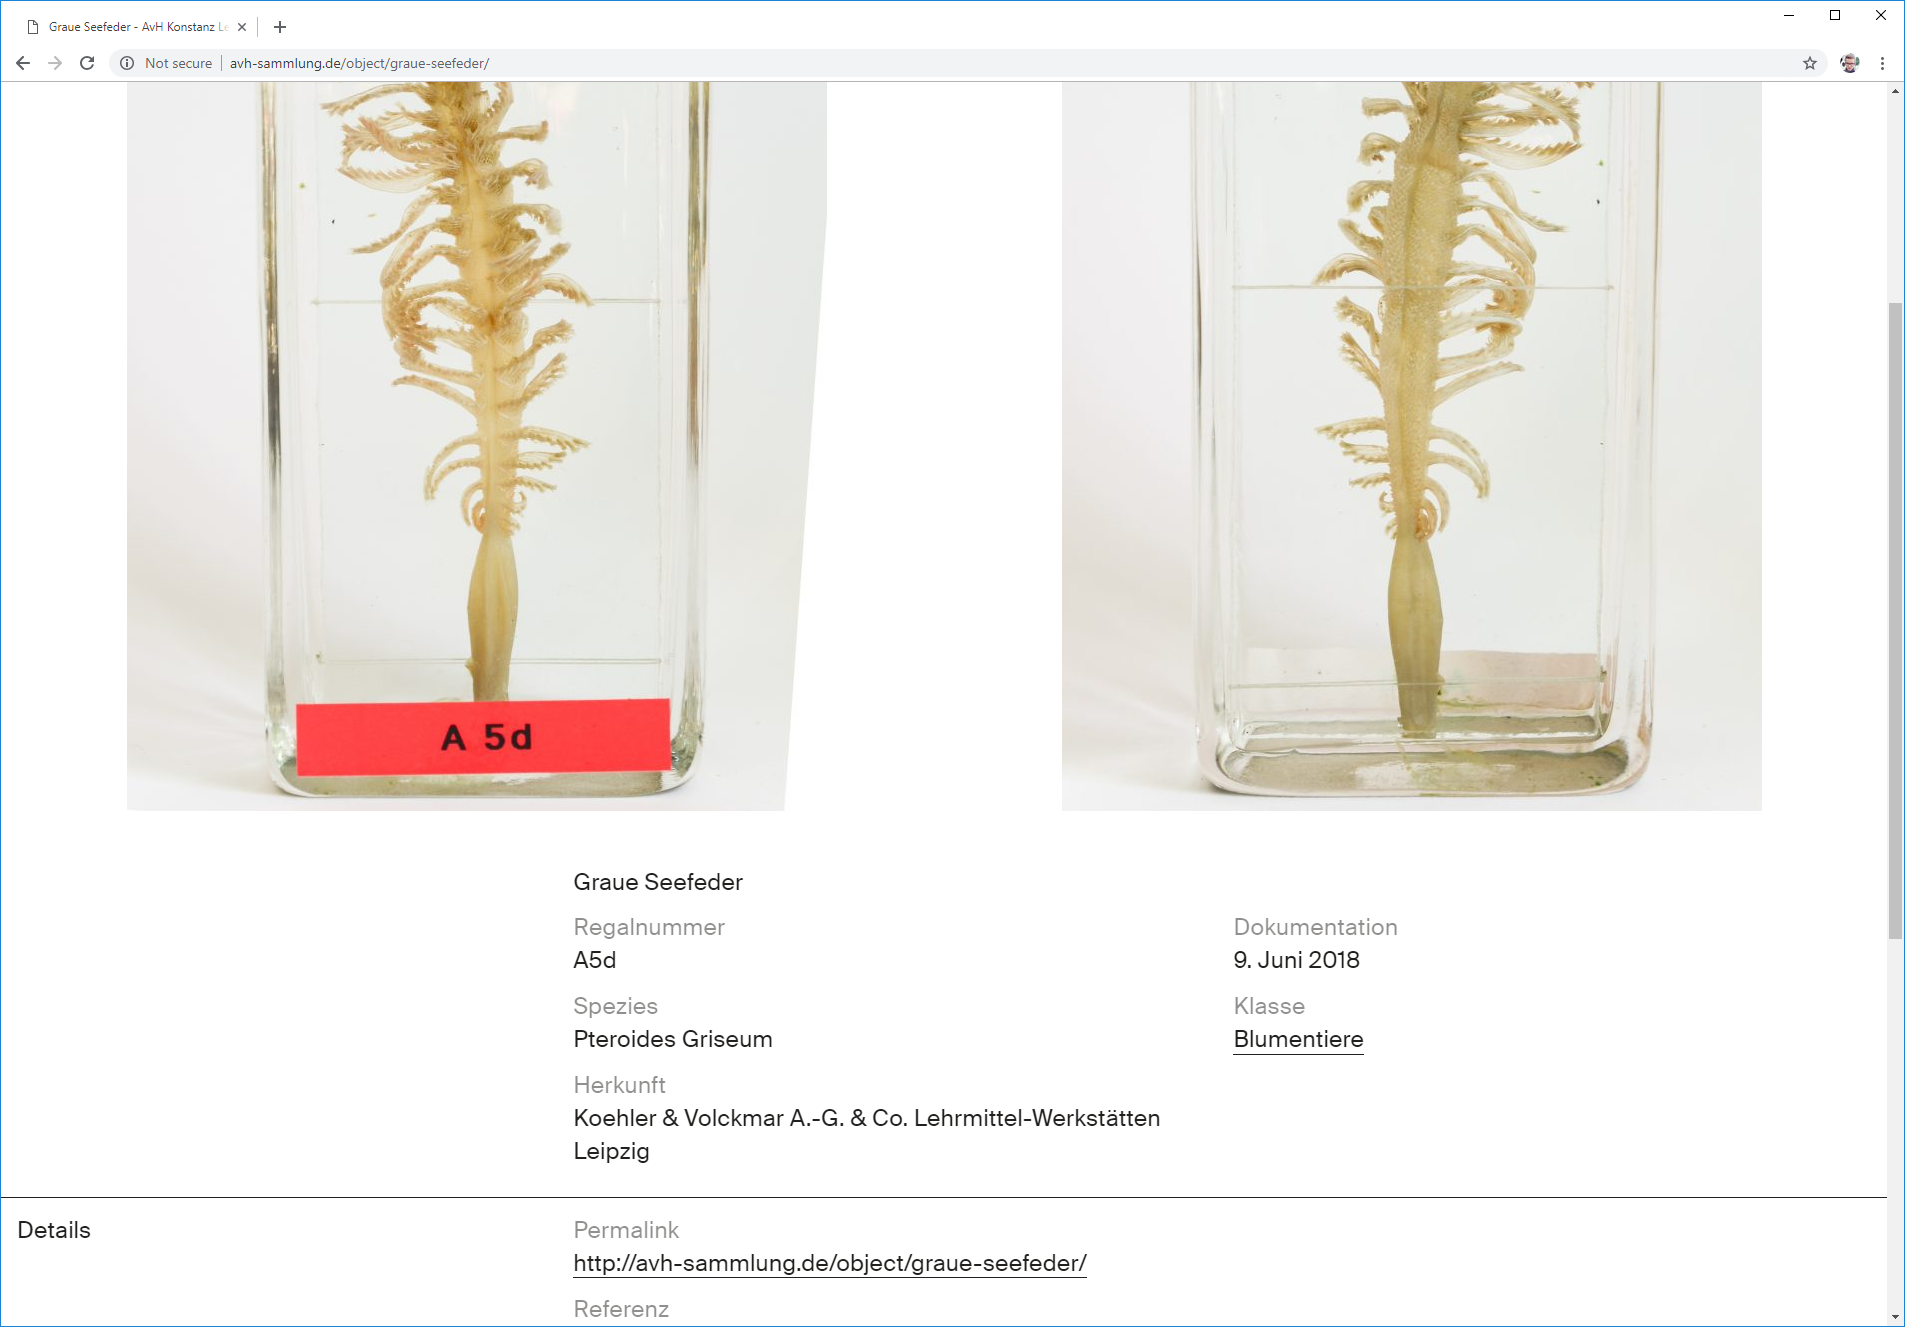 Graue Seefeder - AvH Konstanz Le
Not secure avh-sammlung.de/object/graue-seefeder/
A 5d
Graue Seefeder
Regalnummer
A5d
Dokumentation
9. Juni 2018
Spezies
Pteroides Griseum
Klasse
Blumentiere
Herkunft
Koehler & Volckmar A.-G. & Co. Lehrmittel-Werkstätten
Leipzig
Details
Permalink
http://avh-sammlung.de/object/graue-seefeder/
Referenz